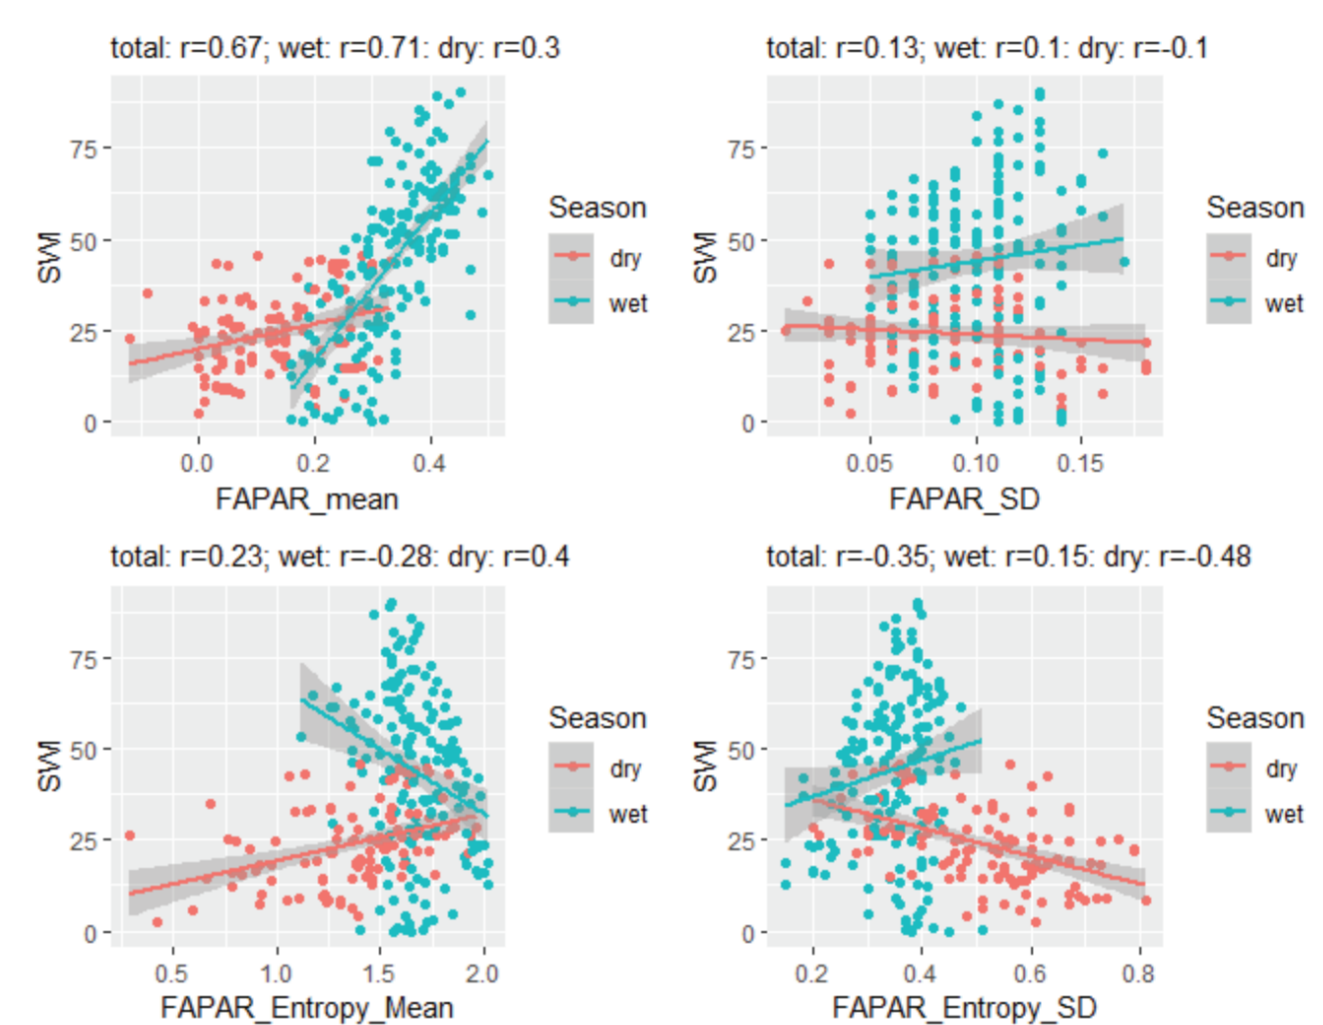 total: r=0.67; wet: r=0.71: dry: r=0.3
SWI
75
50
25
0
0.0 0.2 0.4
FAPAR_mean
Season
dry
wet
total: r=0.13; wet: r=0.1: dry: r=-0.1
SWI
75
50
25
0
0.05 0.10 0.15
FAPAR_SD
Season
dry
wet
total: r=0.23; wet: r=-0.28: dry: r=0.4
SWI
75
50
25
0
0.5 1.0 1.5 2.0
FAPAR_Entropy_Mean
Season
dry
wet
total: r=-0.35; wet: r=0.15: dry: r=-0.48
SWI
75
50
25
0
0.2 0.4 0.6 0.8
FAPAR_Entropy_SD
Season
dry
wet